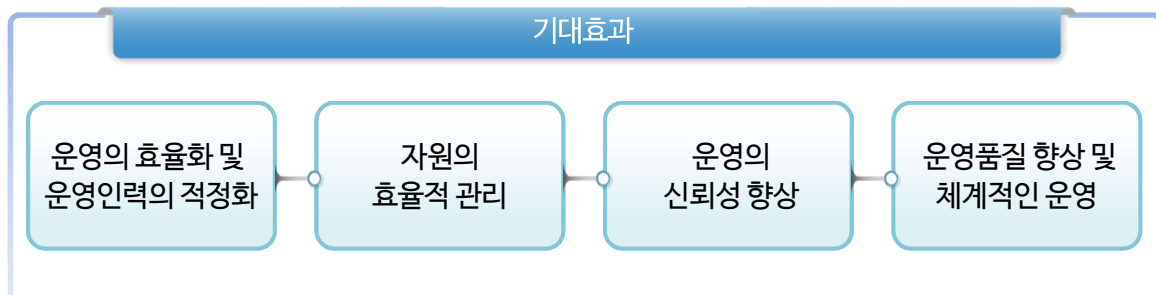 기대효과
운영의 효율화 및
운영인력의 적정화
자원의
효율적 관리
운영의
신뢰성 향상
운영품질 향상 및
체계적인 운영